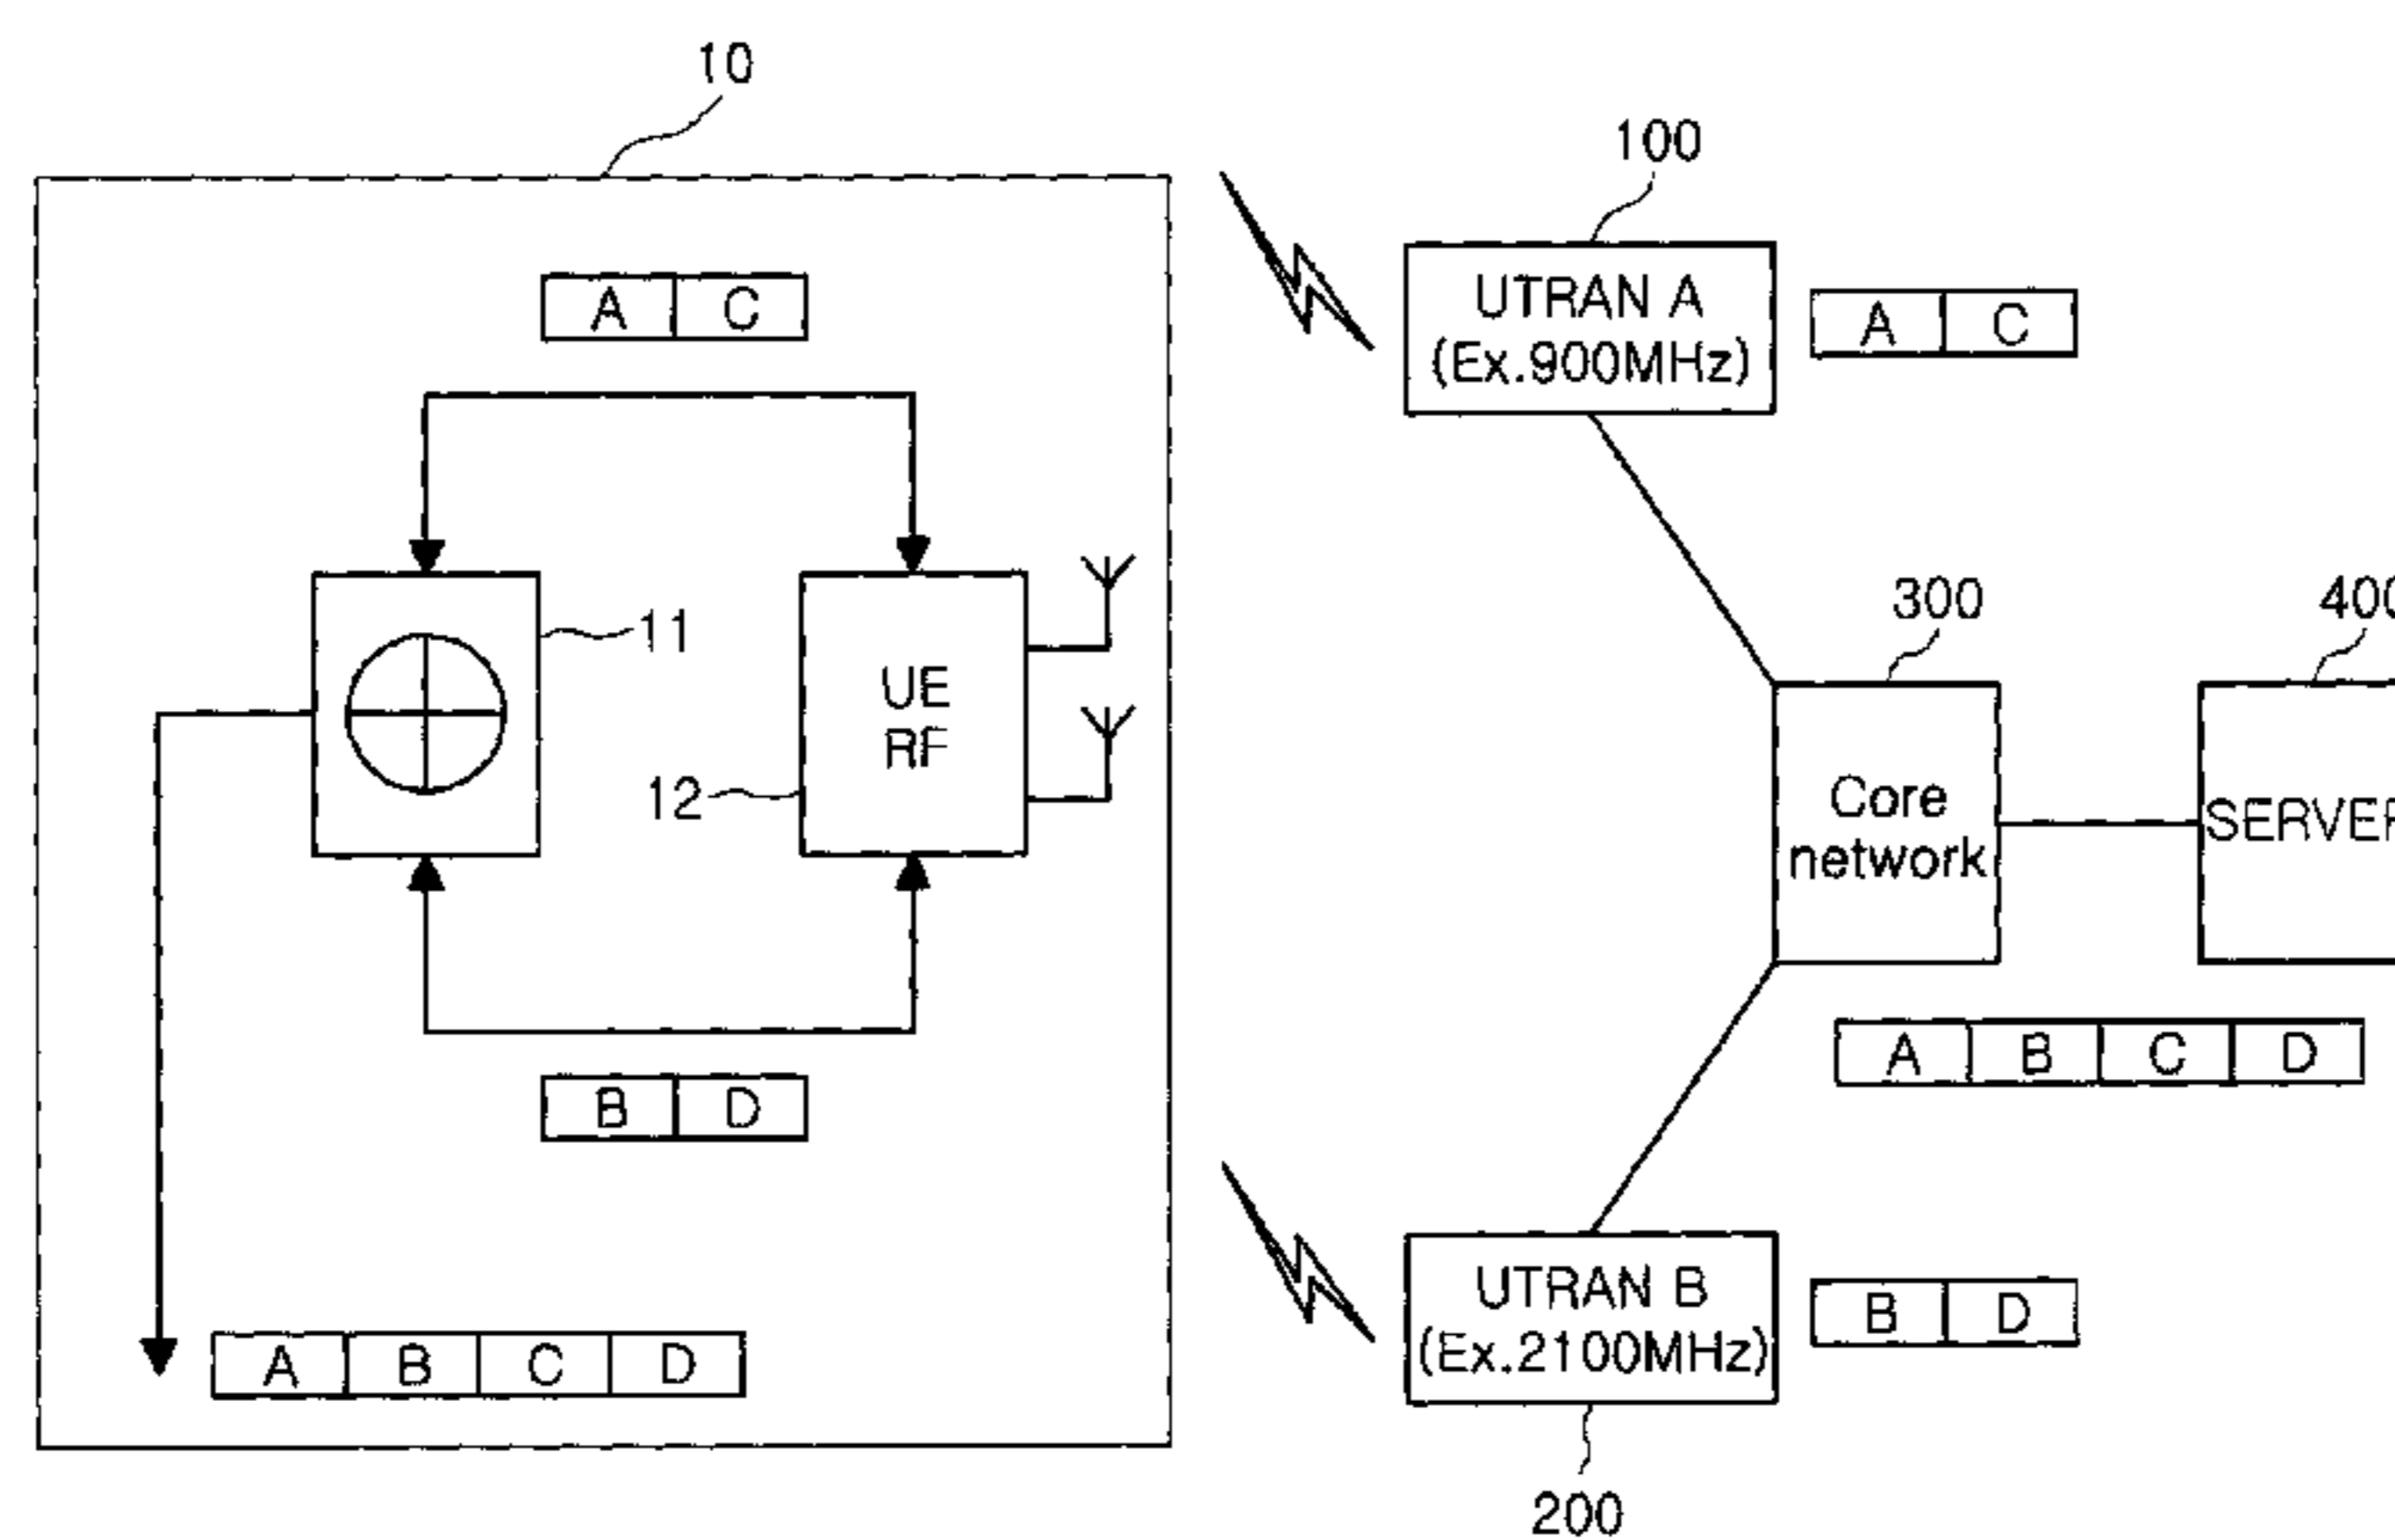 10
A C
11
UE
RF
12
B D
A B C D
100
UTRAN A
(Ex.900MHz)
A C
300
Core
network
A B C D
UTRAN B
(Ex.2100MHz)
B D
200